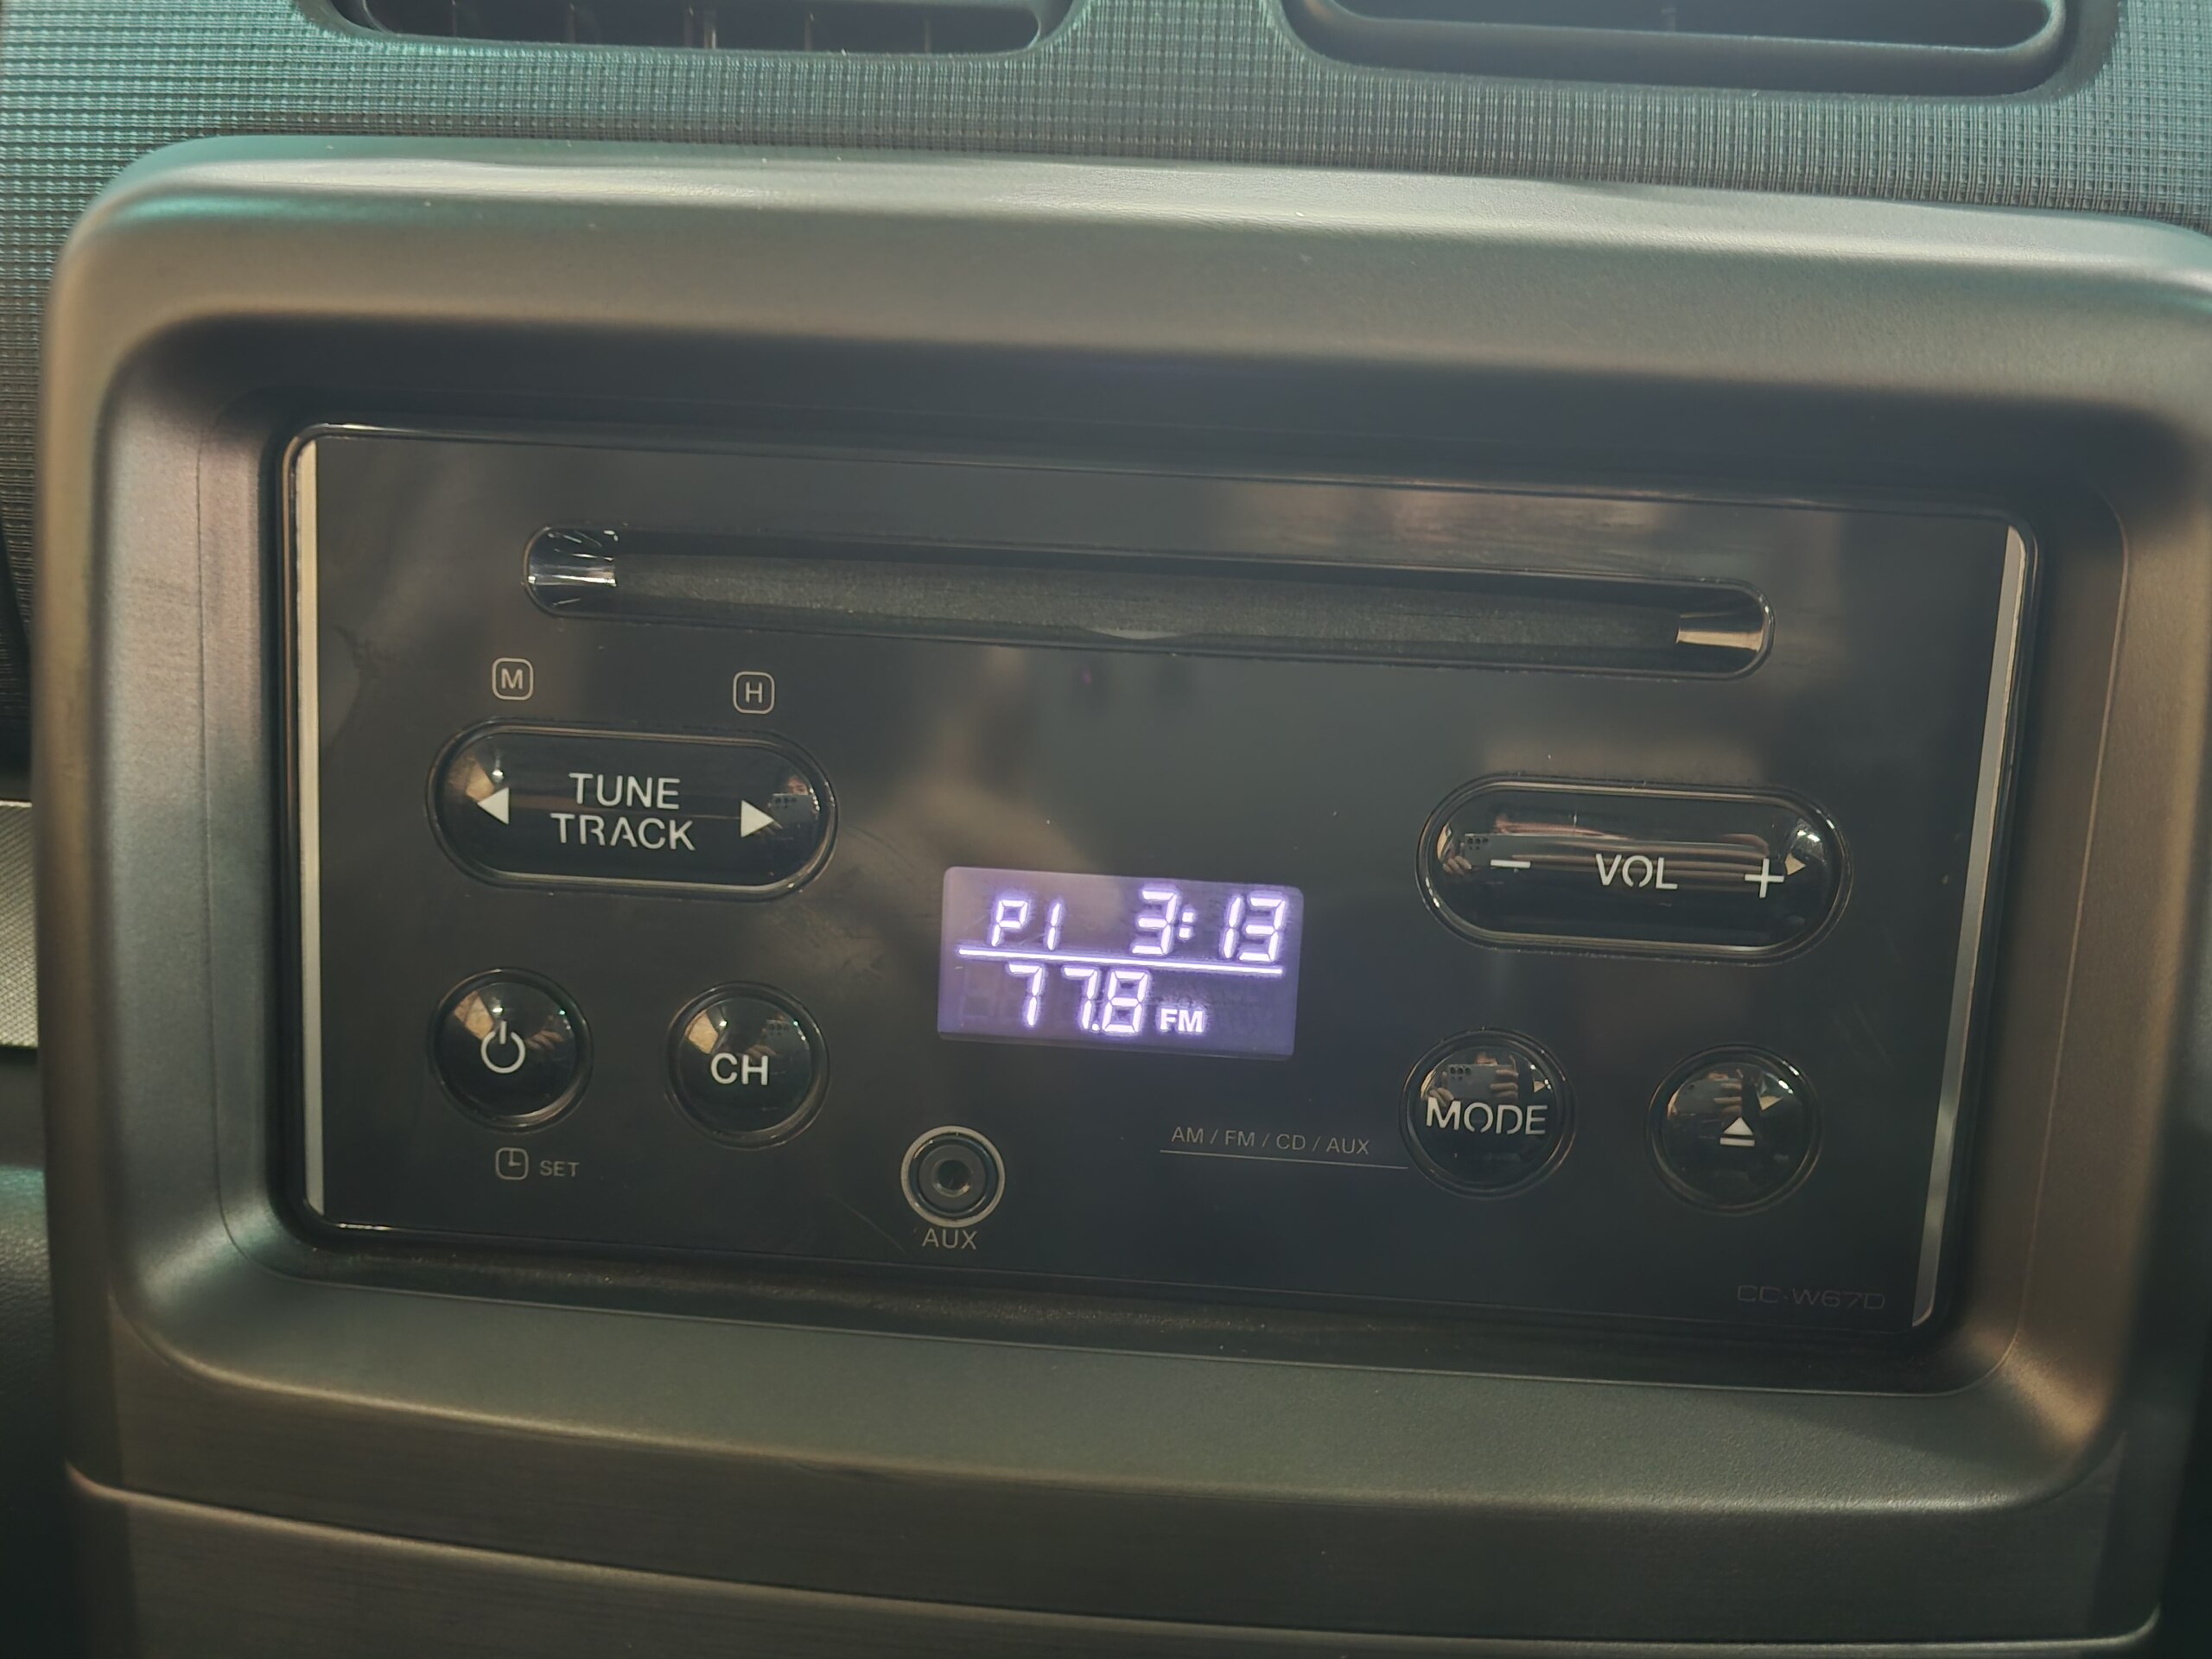 M
H
TUNE
TRACK
P1 3:13
77.8 FM
- VOL +
CH
MODE
AM / FM / CD / AUX
SET
AUX
CC-W67D